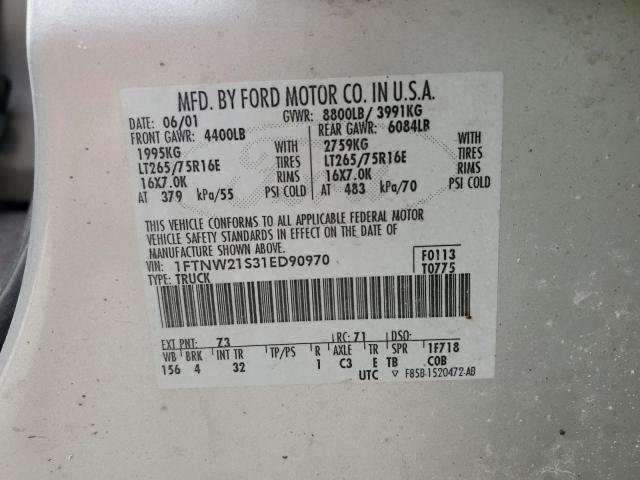 MFD. BY FORD MOTOR CO. IN U.S.A.
DATE: 06/01 GVWR: 8800LB/ 3991KG
FRONT GAWR: 4400LB REAR GAWR: 6084LB
1995KG WITH 2759KG WITH
LT265/75R16E TIRES LT265/75R16E TIRES
16X7.0K RIMS 16X7.0K RIMS
AT 379 kPa/55 PSI COLD AT 483 kPa/70 PSI COLD
THIS VEHICLE CONFORMS TO ALL APPLICABLE FEDERAL MOTOR
VEHICLE SAFETY STANDARDS IN EFFECT ON THE DATE OF
MANUFACTURE SHOWN ABOVE.
VIN: 1FTNW21S31ED90970 F0113
TYPE: TRUCK T0775
EXT PNT: 73 RC: 71 DSO:
WB BRK INT TR TP/PS R AXLE TR SPR 1F718
156 4 32 1 C3 E TB COB
UTC ▽ F85B-1520472-AB